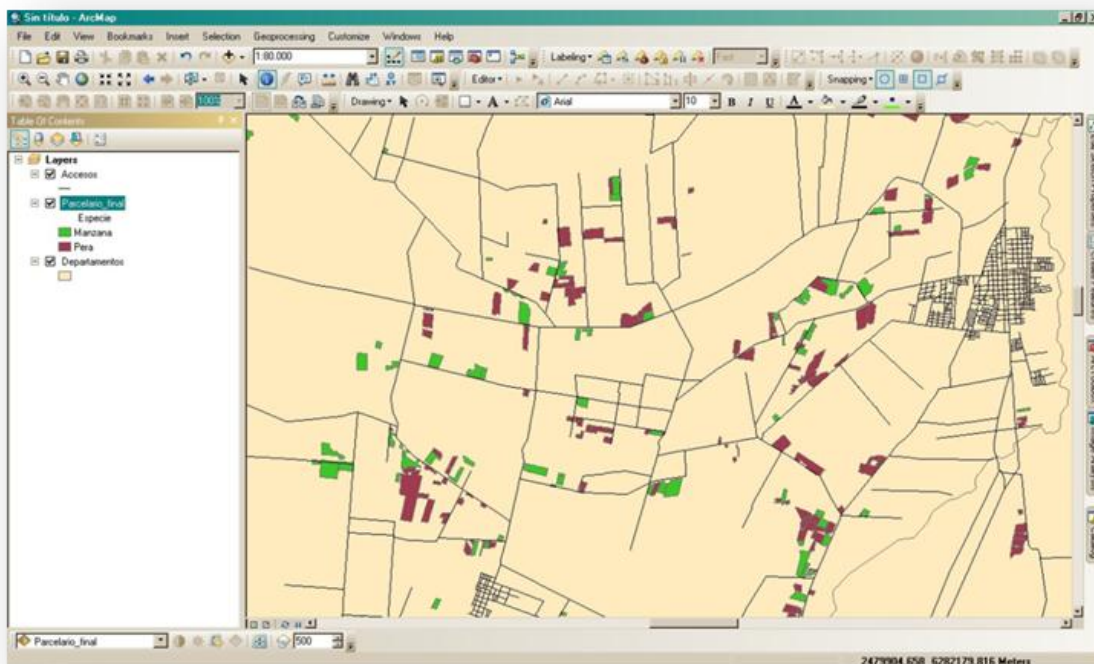 Sin título - ArcMap
File Edit View Bookmarks Insert Selection Geoprocessing Customize Windows Help
1:80.000 Labeling Fast
Editor Snapping
100% Drawing Arial 10 B I U A
Table Of Contents
Layers
Accesos
Parcelario_final
Especie
Manzana
Pera
Departamentos
Parcelario_final 500
2479904,658 6282179,816 Meters